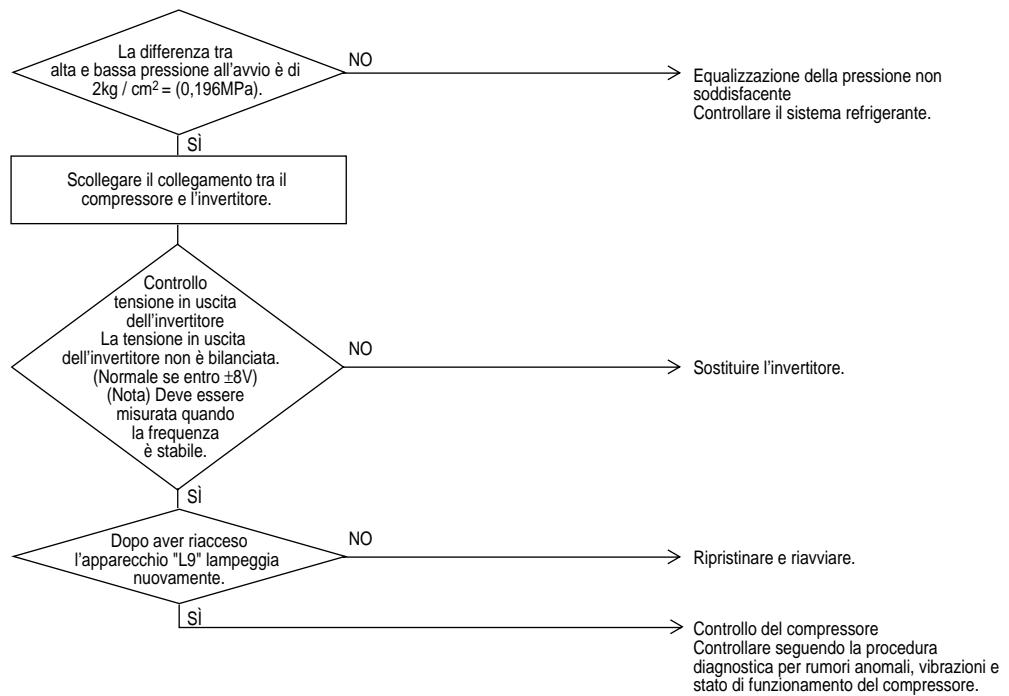 La differenza tra
alta e bassa pressione all'avvio è di
2kg / cm² = (0,196MPa).
NO
Equalizzazione della pressione non
soddisfacente
Controllare il sistema refrigerante.
SÌ
Scollegare il collegamento tra il
compressore e l'invertitore.
Controllo
tensione in uscita
dell'invertitore
La tensione in uscita
dell'invertitore non è bilanciata.
(Normale se entro ±8V)
(Nota) Deve essere
misurata quando
la frequenza
è stabile.
NO
Sostituire l'invertitore.
SÌ
Dopo aver riacceso
l'apparecchio "L9" lampeggia
nuovamente.
NO
Ripristinare e riavviare.
SÌ
Controllo del compressore
Controllare seguendo la procedura
diagnostica per rumori anomali, vibrazioni e
stato di funzionamento del compressore.